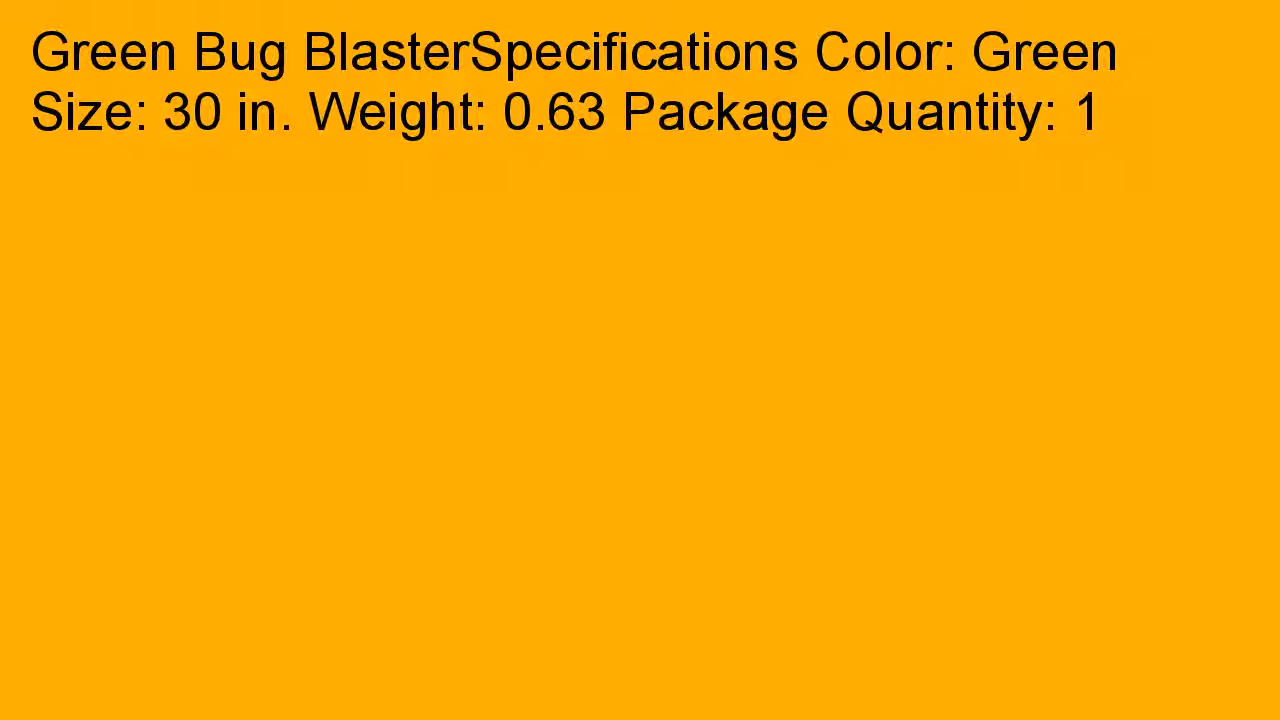 Green Bug BlasterSpecifications Color: Green
Size: 30 in. Weight: 0.63 Package Quantity: 1